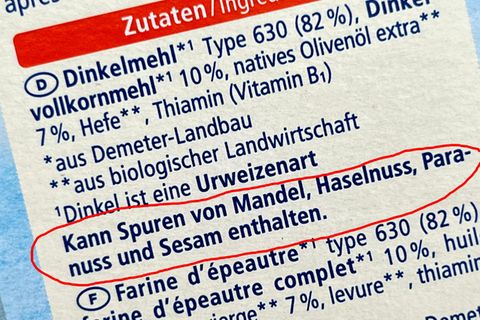 Zutaten/Ingré
D Dinkelmehl*¹ Type 630 (82%), Dinkel
vollkornmehl*¹ 10%, natives Olivenöl extra**
7%, Hefe**, Thiamin (Vitamin B₁)
*aus Demeter-Landbau
**aus biologischer Landwirtschaft
¹Dinkel ist eine Urweizenart
Kann Spuren von Mandel, Haselnuss, Para-
nuss und Sesam enthalten.
F Farine d'épeautre*¹ type 630 (82%)
farine d'épeautre complet*¹ 10%, huil
vierge** 7%, levure**, thiamin
Demet